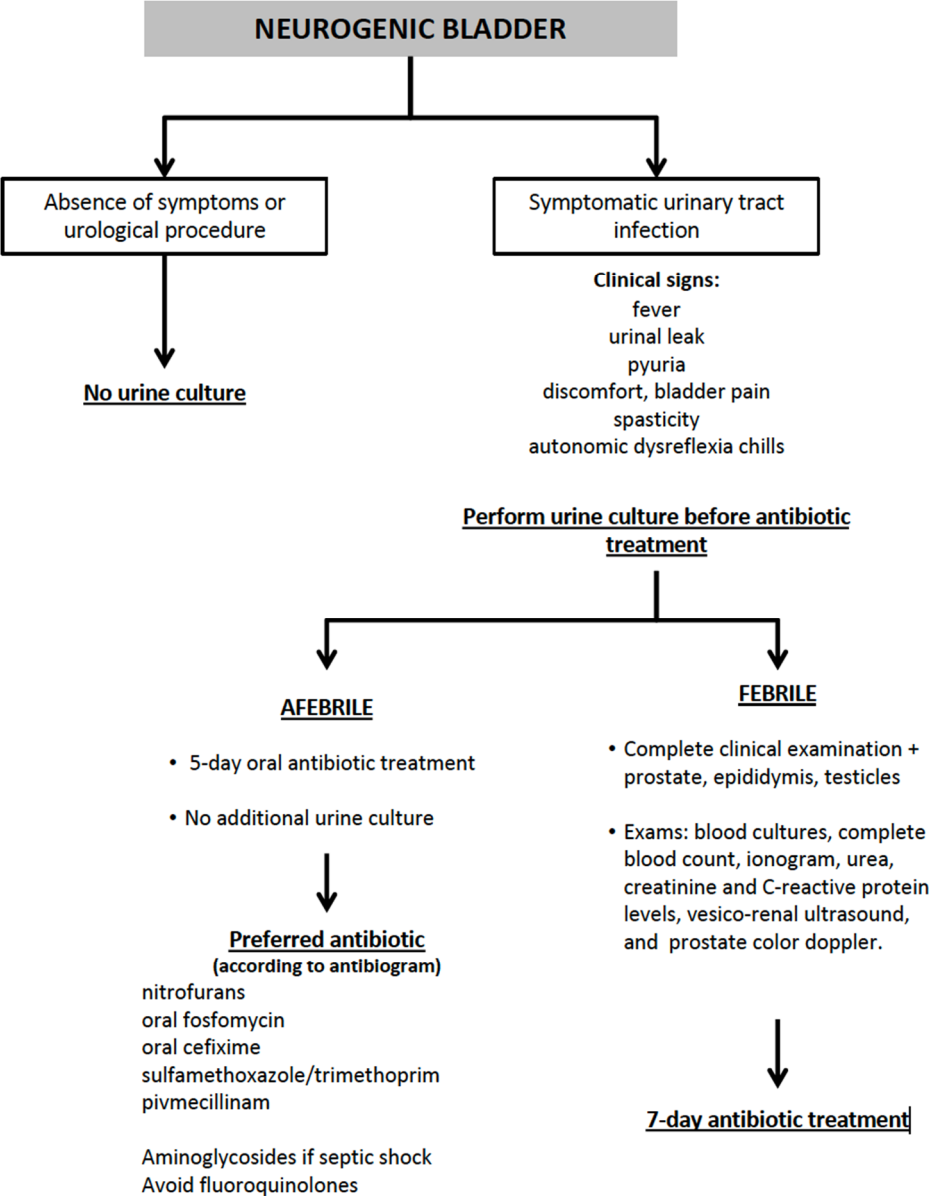 NEUROGENIC BLADDER
Absence of symptoms or
urological procedure
No urine culture
Symptomatic urinary tract
infection
Clinical signs:
fever
urinal leak
pyuria
discomfort, bladder pain
spasticity
autonomic dysreflexia chills
Perform urine culture before antibiotic
treatment
AFEBRILE
• 5-day oral antibiotic treatment
• No additional urine culture
Preferred antibiotic
(according to antibiogram)
nitrofurans
oral fosfomycin
oral cefixime
sulfamethoxazole/trimethoprim
pivmecillinam
Aminoglycosides if septic shock
Avoid fluoroquinolones
FEBRILE
• Complete clinical examination +
prostate, epididymis, testicles
• Exams: blood cultures, complete
blood count, ionogram, urea,
creatinine and C-reactive protein
levels, vesico-renal ultrasound,
and prostate color doppler.
7-day antibiotic treatment